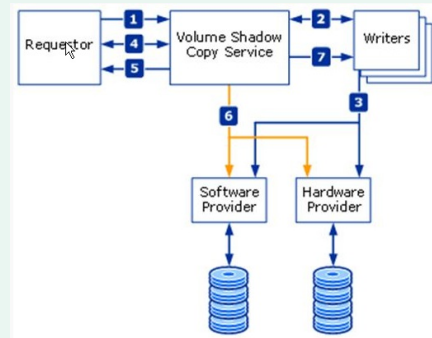 1
2
Requestor
4
Volume Shadow
Copy Service
Writers
5
7
3
6
Software
Provider
Hardware
Provider